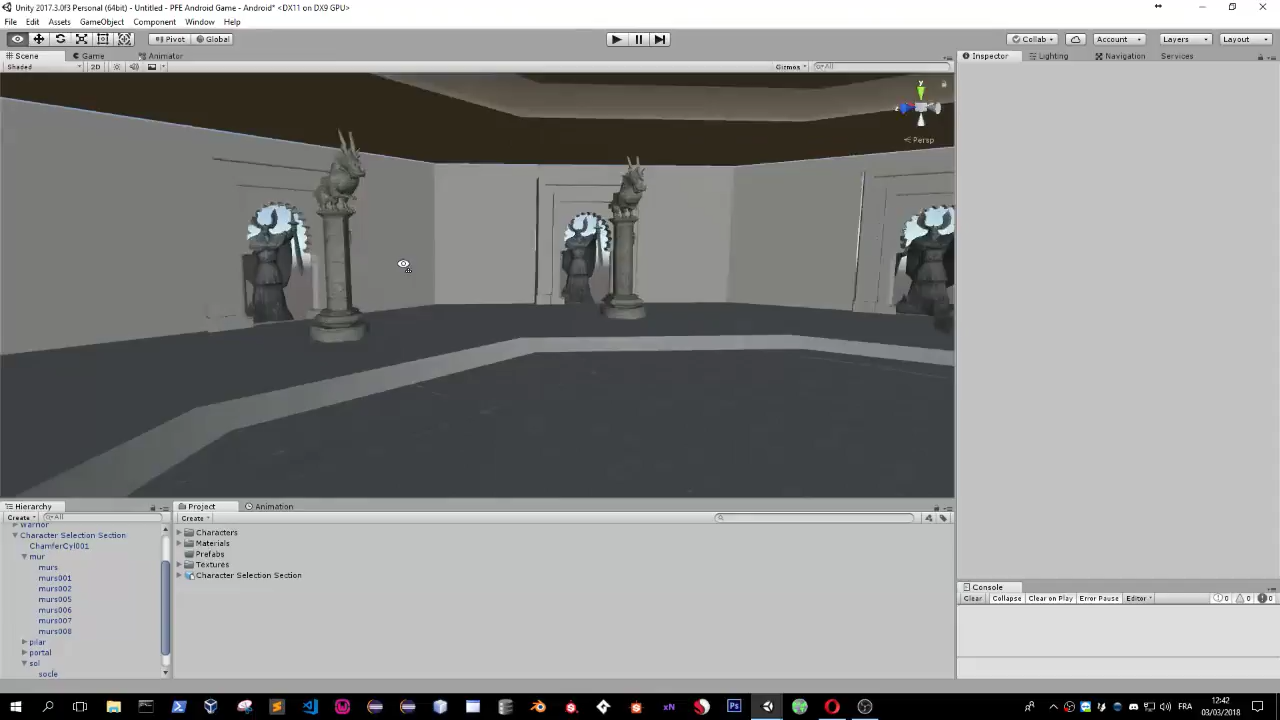 Unity 2017.3.0f3 Personal (64bit) - Untitled - PFE Android Game - Android* <DX11 on DX9 GPU>
File Edit Assets GameObject Component Window Help
Pivot Global Collab Account Layers Layout
Scene Game Animator Inspector Lighting Navigation Services
Shaded 2D Gizmos All
y
Persp
Hierarchy Project Animation
Create All Create
Warrior
Character Selection Section
ChamferCyl001
mur
murs
murs001
murs002
murs005
murs006
murs007
murs008
pilar
portal
sol
socle
Characters
Materials
Prefabs
Textures
Character Selection Section
Console
Clear Collapse Clear on Play Error Pause Editor 0 0 0
FRA
12:42
03/03/2018